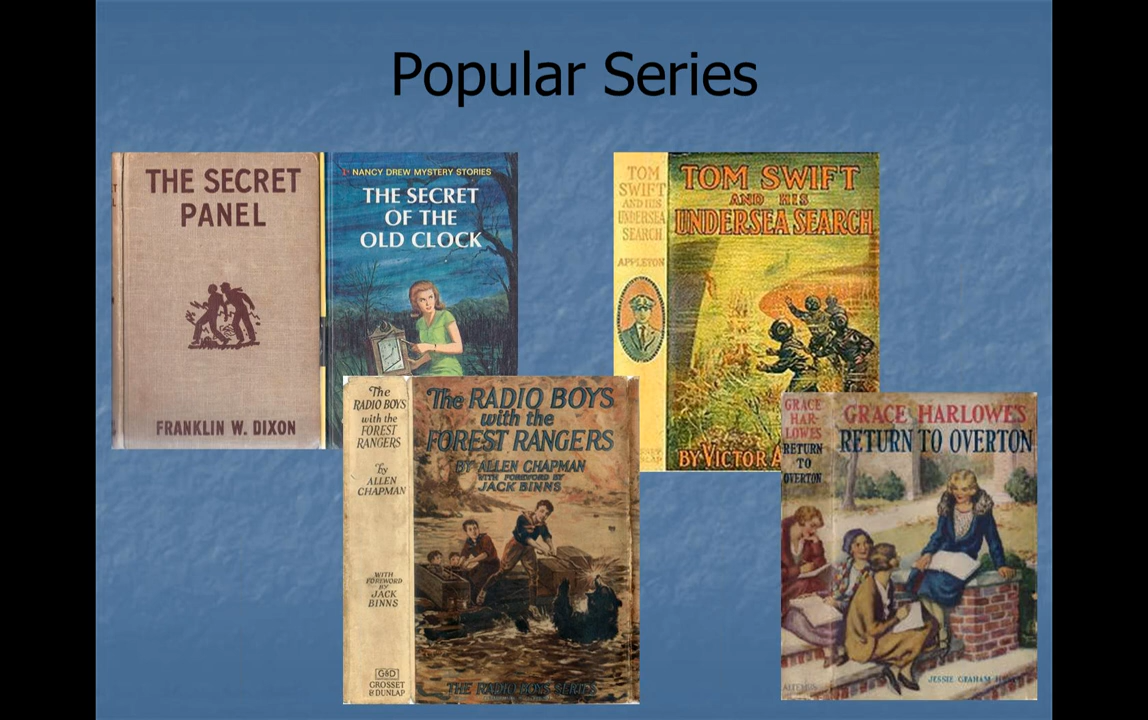 Popular Series
THE SECRET
PANEL
FRANKLIN W. DIXON
NANCY DREW MYSTERY STORIES
THE SECRET
OF THE
OLD CLOCK
TOM
SWIFT
AND HIS
UNDERSEA
SEARCH
APPLETON
TOM SWIFT
AND HIS
UNDERSEA SEARCH
BY VICTOR A
The
RADIO BOYS
with the
FOREST
RANGERS
By
ALLEN
CHAPMAN
WITH
FOREWORD
BY
JACK
BINNS
G&D
GROSSET
& DUNLAP
The RADIO BOYS
with the
FOREST RANGERS
BY ALLEN CHAPMAN
WITH FOREWORD BY
JACK BINNS
THE RADIO BOYS SERIES
GRACE
HAR-
LOWES
RETURN
TO
OVERTON
ALTEMUS
GRACE HARLOWE'S
RETURN TO OVERTON
JESSIE GRAHAM